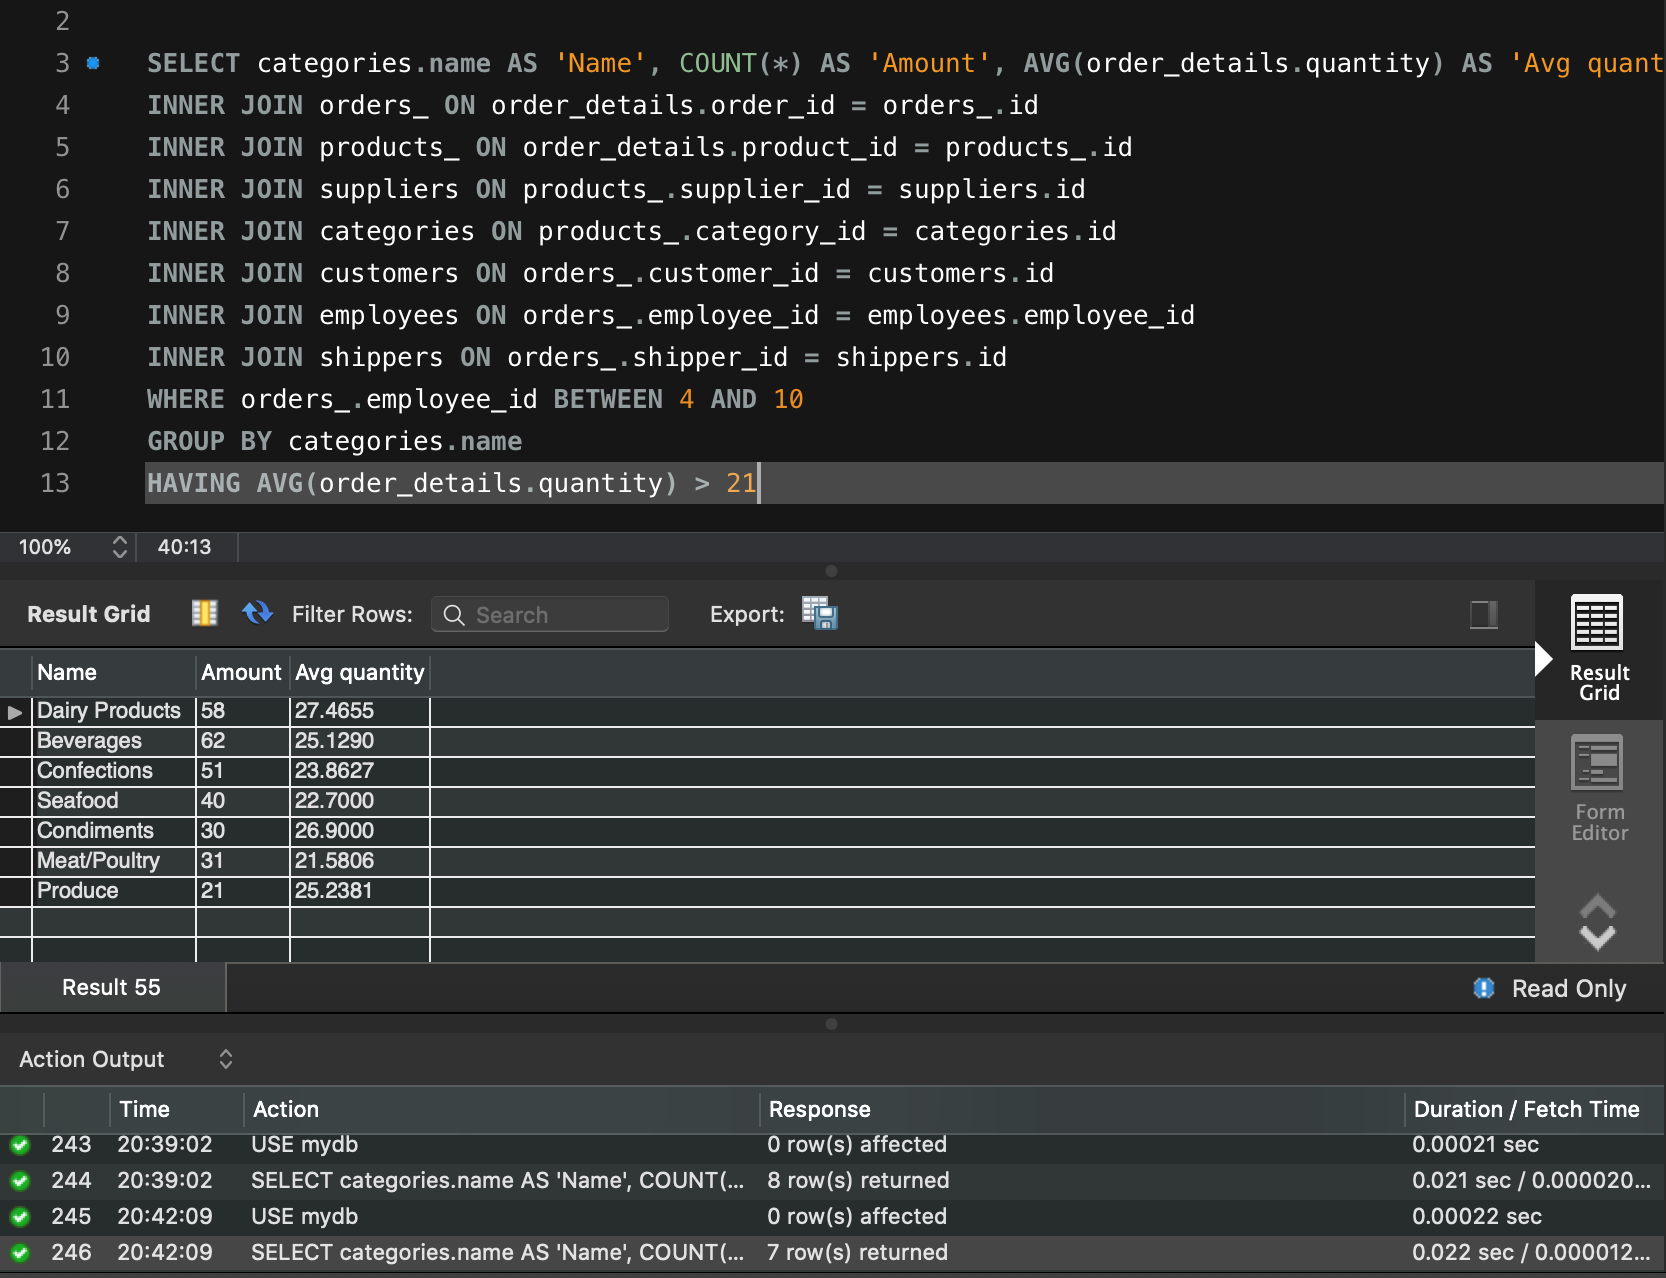 2
3 SELECT categories.name AS 'Name', COUNT(*) AS 'Amount', AVG(order_details.quantity) AS 'Avg quant
4 INNER JOIN orders_ ON order_details.order_id = orders_.id
5 INNER JOIN products_ ON order_details.product_id = products_.id
6 INNER JOIN suppliers ON products_.supplier_id = suppliers.id
7 INNER JOIN categories ON products_.category_id = categories.id
8 INNER JOIN customers ON orders_.customer_id = customers.id
9 INNER JOIN employees ON orders_.employee_id = employees.employee_id
10 INNER JOIN shippers ON orders_.shipper_id = shippers.id
11 WHERE orders_.employee_id BETWEEN 4 AND 10
12 GROUP BY categories.name
13 HAVING AVG(order_details.quantity) > 21
100% 40:13
Result Grid Filter Rows: Search Export:
Name Amount Avg quantity
Dairy Products 58 27.4655
Beverages 62 25.1290
Confections 51 23.8627
Seafood 40 22.7000
Condiments 30 26.9000
Meat/Poultry 31 21.5806
Produce 21 25.2381
Result
Grid
Form
Editor
Result 55 Read Only
Action Output
Time Action Response Duration / Fetch Time
243 20:39:02 USE mydb 0 row(s) affected 0.00021 sec
244 20:39:02 SELECT categories.name AS 'Name', COUNT(... 8 row(s) returned 0.021 sec / 0.000020...
245 20:42:09 USE mydb 0 row(s) affected 0.00022 sec
246 20:42:09 SELECT categories.name AS 'Name', COUNT(... 7 row(s) returned 0.022 sec / 0.000012...